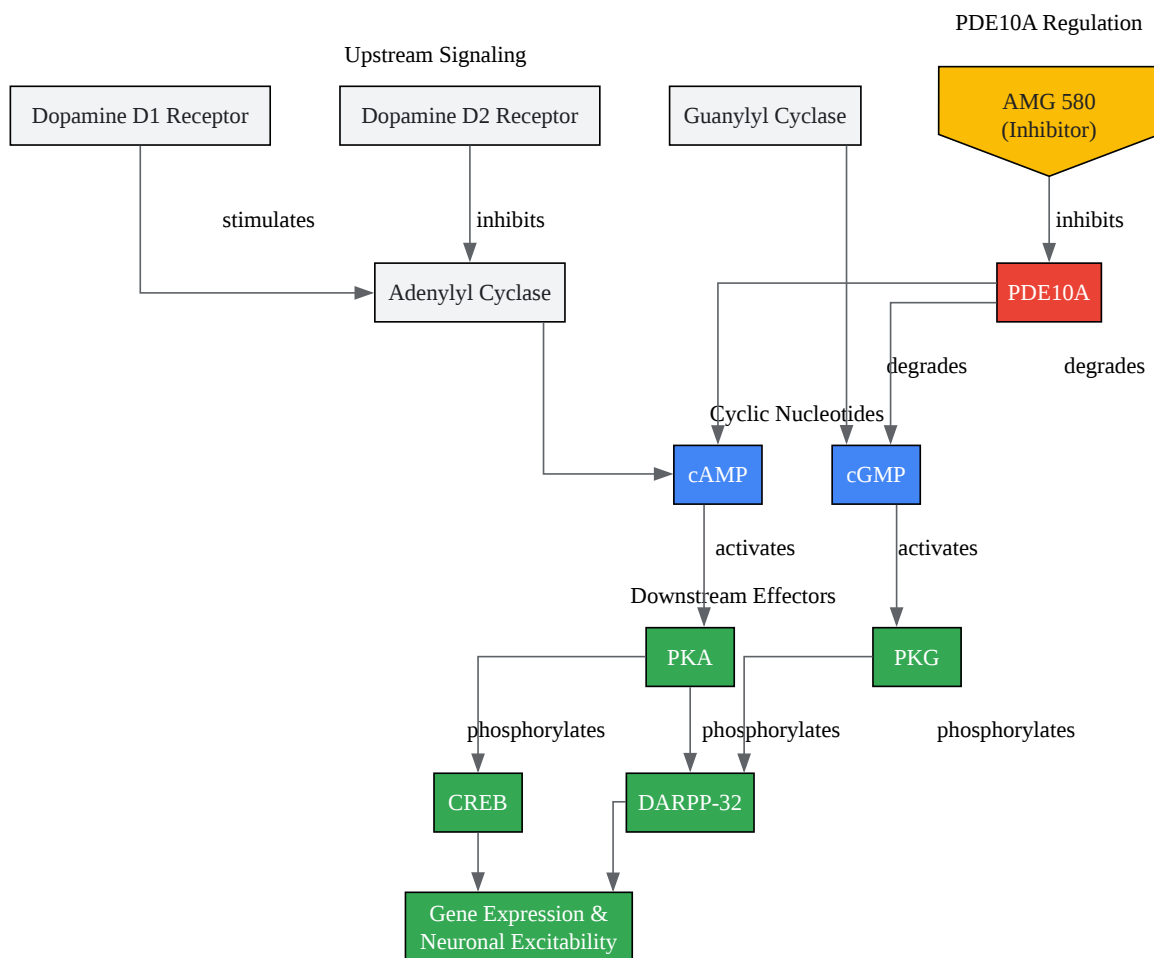 PDE10A Regulation
Upstream Signaling
Dopamine D1 Receptor
Dopamine D2 Receptor
Guanylyl Cyclase
AMG 580
(Inhibitor)
stimulates
inhibits
inhibits
Adenylyl Cyclase
PDE10A
degrades
degrades
Cyclic Nucleotides
cAMP
cGMP
activates
activates
Downstream Effectors
PKA
PKG
phosphorylates
phosphorylates
phosphorylates
CREB
DARPP-32
Gene Expression &
Neuronal Excitability